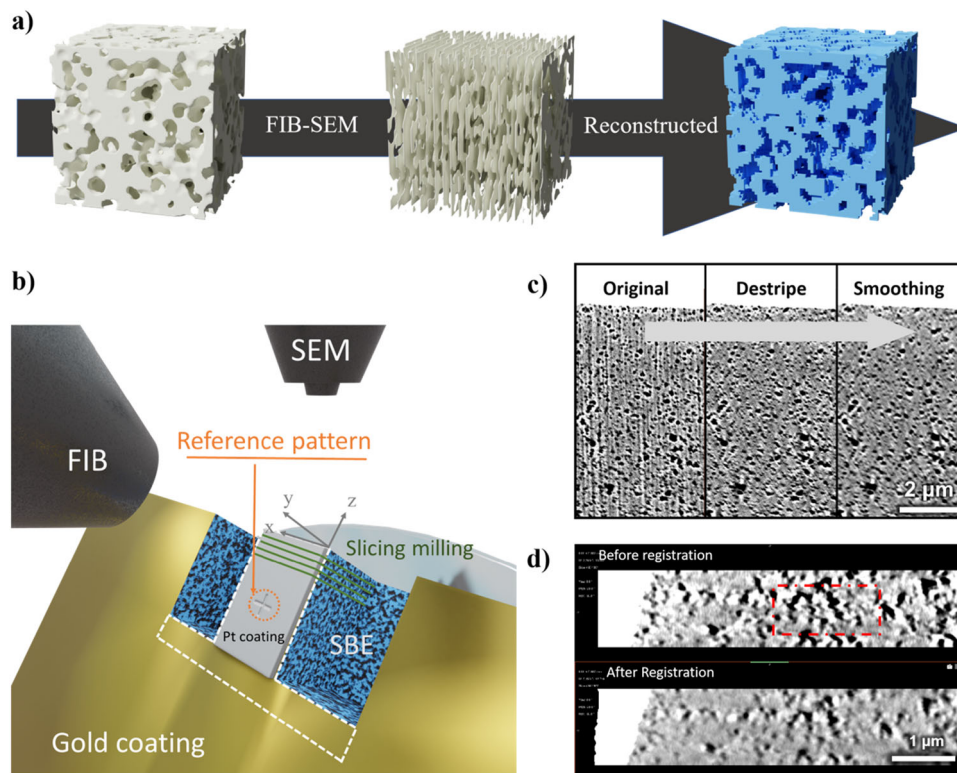 a)
FIB-SEM
Reconstructed
b)
SEM
FIB
Reference pattern
y
z
x
Slicing milling
Pt coating
SBE
Gold coating
c)
Original
Destripe
Smoothing
2 μm
d)
Before registration
After Registration
1 μm